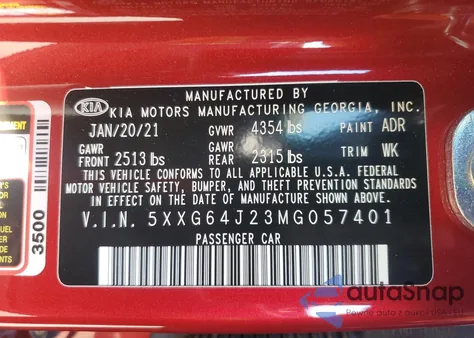 MANUFACTURED BY
KIA KIA MOTORS MANUFACTURING GEORGIA, INC.
JAN/20/21 GVWR 4354 lbs PAINT ADR
GAWR FRONT 2513 lbs GAWR REAR 2315 lbs TRIM WK
THIS VEHICLE CONFORMS TO ALL APPLICABLE U.S.A. FEDERAL
MOTOR VEHICLE SAFETY, BUMPER, AND THEFT PREVENTION STANDARDS
IN EFFECT ON THE DATE OF MANUFACTURE SHOWN ABOVE.
V.I.N. 5XXG64J23MG057401
PASSENGER CAR
3500
autoSnap